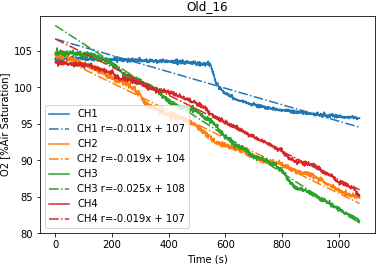 Old_16
O2 [%Air Saturation]
105
100
95
90
85
80
CH1
CH1 r=-0.011x + 107
CH2
CH2 r=-0.019x + 104
CH3
CH3 r=-0.025x + 108
CH4
CH4 r=-0.019x + 107
0 200 400 600 800 1000
Time (s)